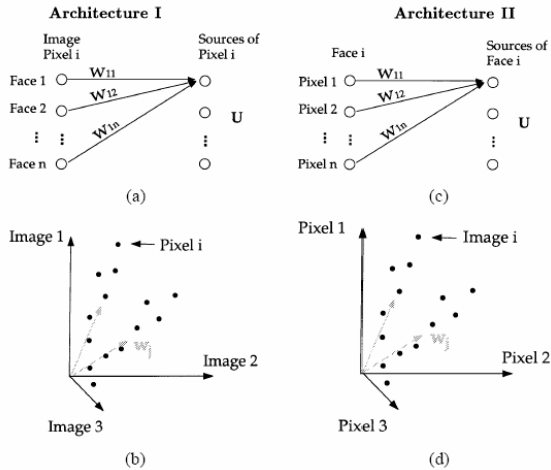 Architecture I
Image
Pixel i
Sources of
Pixel i
Face 1
W11
Face 2
W12
W1n
U
Face n
(a)
Architecture II
Face i
Sources of
Face i
Pixel 1
W11
Pixel 2
W12
W1n
U
Pixel n
(c)
Image 1
Pixel i
wj
Image 2
Image 3
(b)
Pixel 1
Image i
wj
Pixel 2
Pixel 3
(d)